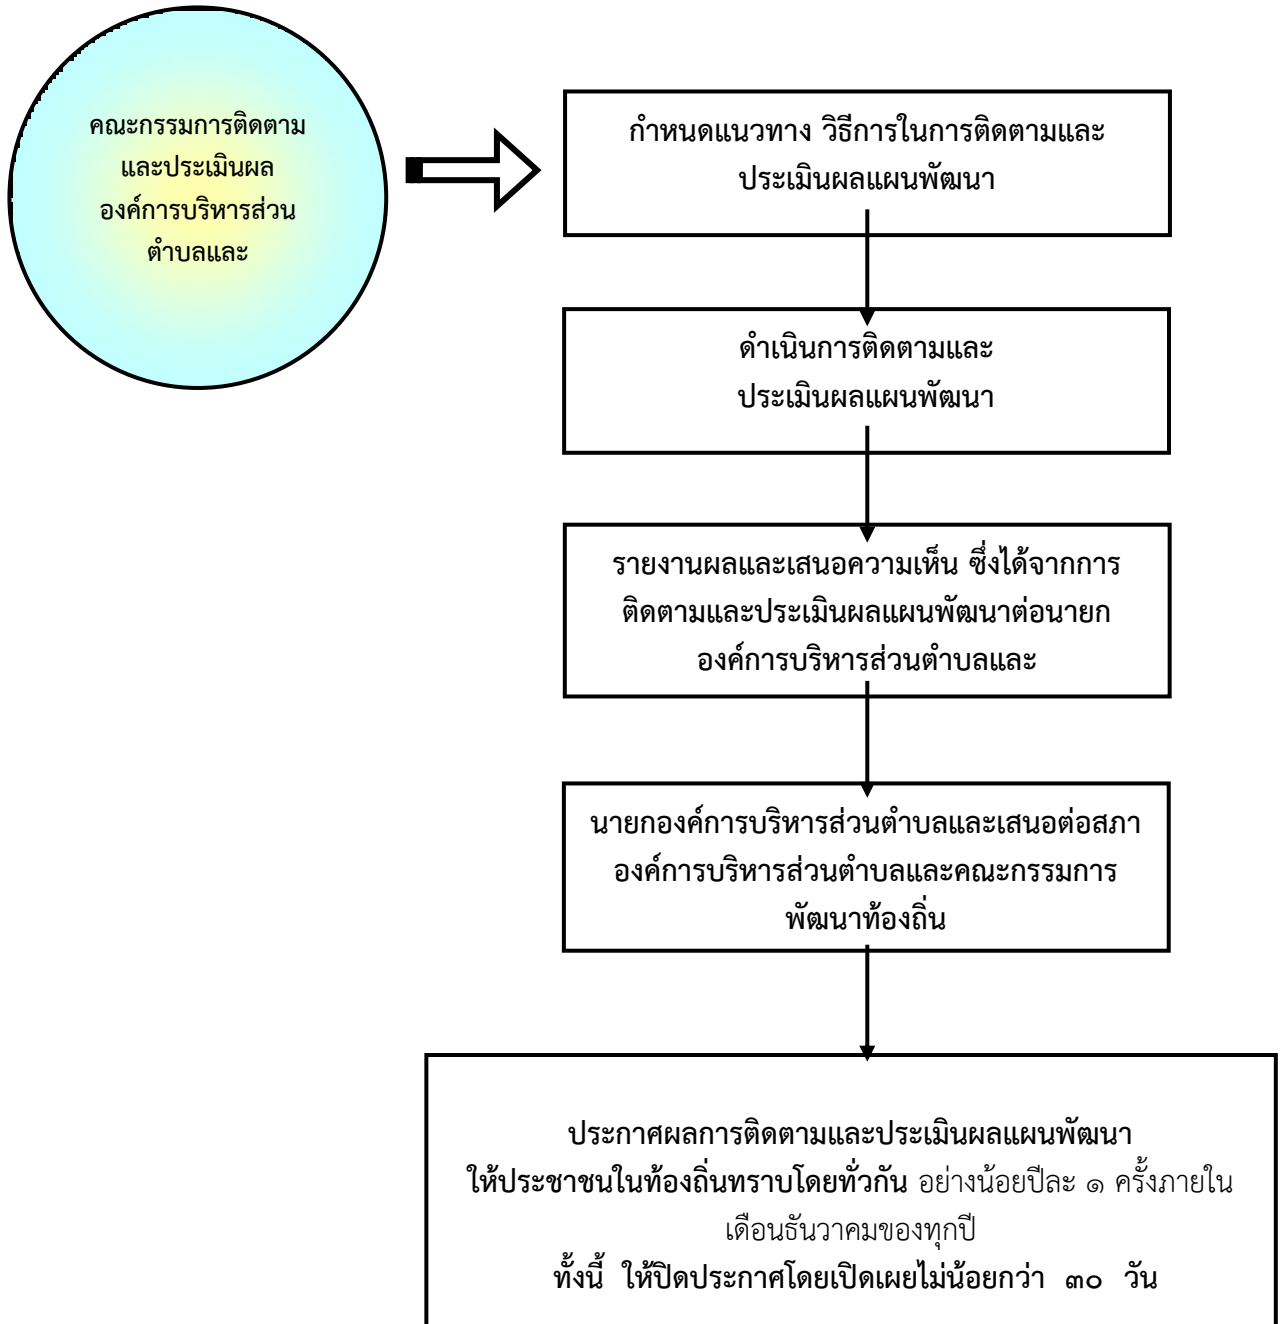 คณะกรรมการติดตาม
และประเมินผล
องค์การบริหารส่วน
ตำบลและ
กำหนดแนวทาง วิธีการในการติดตามและ
ประเมินผลแผนพัฒนา
ดำเนินการติดตามและ
ประเมินผลแผนพัฒนา
รายงานผลและเสนอความเห็น ซึ่งได้จากการ
ติดตามและประเมินผลแผนพัฒนาต่อนายก
องค์การบริหารส่วนตำบลและ
นายกองค์การบริหารส่วนตำบลและเสนอต่อสภา
องค์การบริหารส่วนตำบลและคณะกรรมการ
พัฒนาท้องถิ่น
ประกาศผลการติดตามและประเมินผลแผนพัฒนา
ให้ประชาชนในท้องถิ่นทราบโดยทั่วกัน อย่างน้อยปีละ ๑ ครั้งภายใน
เดือนธันวาคมของทุกปี
ทั้งนี้ ให้ปิดประกาศโดยเปิดเผยไม่น้อยกว่า ๓๐ วัน